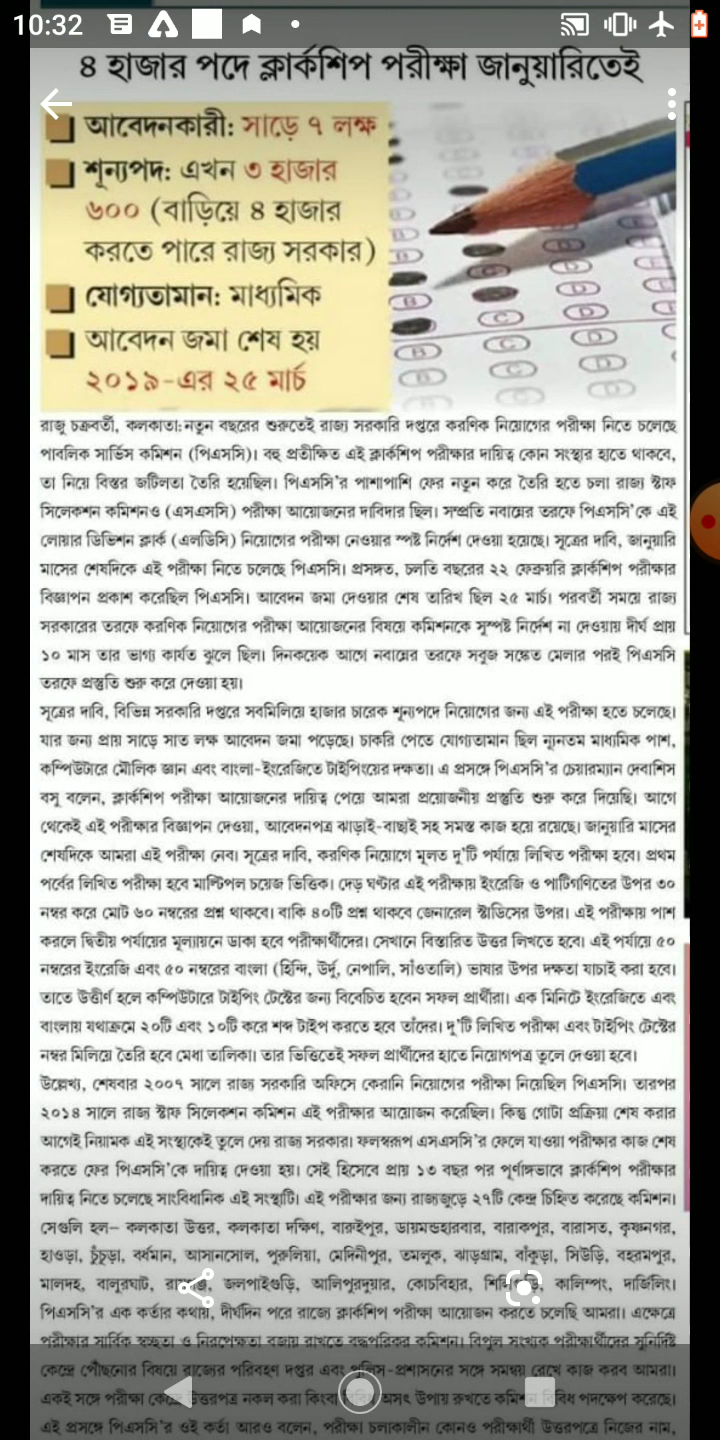 10:32
৪ হাজার পদে ক্লার্কশিপ পরীক্ষা জানুয়ারিতেই
আবেদনকারী: সাড়ে ৭ লক্ষ
শূন্যপদ: এখন ৩ হাজার
৬০০ (বাড়িয়ে ৪ হাজার
করতে পারে রাজ্য সরকার)
যোগ্যতামান: মাধ্যমিক
আবেদন জমা শেষ হয়
২০১৯-এর ২৫ মার্চ
রাজু চক্রবর্তী, কলকাতা: নতুন বছরের শুরুতেই রাজ্য সরকারি দপ্তরে করণিক নিয়োগের পরীক্ষা নিতে চলেছে
পাবলিক সার্ভিস কমিশন (পিএসসি)। বহু প্রতীক্ষিত এই ক্লার্কশিপ পরীক্ষার দায়িত্ব কোন সংস্থার হাতে থাকবে,
তা নিয়ে বিস্তর জটিলতা তৈরি হয়েছিল। পিএসসি'র পাশাপাশি ফের নতুন করে তৈরি হতে চলা রাজ্য স্টাফ
সিলেকশন কমিশনও (এসএসসি) পরীক্ষা আয়োজনের দাবিদার ছিল। সম্প্রতি নবান্নের তরফে পিএসসি'কে এই
লোয়ার ডিভিশন ক্লার্ক (এলডিসি) নিয়োগের পরীক্ষা নেওয়ার স্পষ্ট নির্দেশ দেওয়া হয়েছে। সূত্রের দাবি, জানুয়ারি
মাসের শেষদিকে এই পরীক্ষা নিতে চলেছে পিএসসি। প্রসঙ্গত, চলতি বছরের ২২ ফেব্রুয়ারি ক্লার্কশিপ পরীক্ষার
বিজ্ঞাপন প্রকাশ করেছিল পিএসসি। আবেদন জমা দেওয়ার শেষ তারিখ ছিল ২৫ মার্চ। পরবর্তী সময়ে রাজ্য
সরকারের তরফে করণিক নিয়োগের পরীক্ষা আয়োজনের বিষয়ে কমিশনকে সুস্পষ্ট নির্দেশ না দেওয়ায় দীর্ঘ প্রায়
১০ মাস তার ভাগ্য কার্যত ঝুলে ছিল। দিনকয়েক আগে নবান্নের তরফে সবুজ সঙ্কেত মেলার পরই পিএসসি
তরফে প্রস্তুতি শুরু করে দেওয়া হয়।
সূত্রের দাবি, বিভিন্ন সরকারি দপ্তরে সবমিলিয়ে হাজার চারেক শূন্যপদে নিয়োগের জন্য এই পরীক্ষা হতে চলেছে।
যার জন্য প্রায় সাড়ে সাত লক্ষ আবেদন জমা পড়েছে। চাকরি পেতে যোগ্যতামান ছিল ন্যূনতম মাধ্যমিক পাশ,
কম্পিউটারে মৌলিক জ্ঞান এবং বাংলা-ইংরেজিতে টাইপিংয়ের দক্ষতা। এ প্রসঙ্গে পিএসসি'র চেয়ারম্যান দেবাশিস
বসু বলেন, ক্লার্কশিপ পরীক্ষা আয়োজনের দায়িত্ব পেয়ে আমরা প্রয়োজনীয় প্রস্তুতি শুরু করে দিয়েছি। আগে
থেকেই এই পরীক্ষার বিজ্ঞাপন দেওয়া, আবেদনপত্র ঝাড়াই-বাছাই সহ সমস্ত কাজ হয়ে রয়েছে। জানুয়ারি মাসের
শেষদিকে আমরা এই পরীক্ষা নেব। সূত্রের দাবি, করণিক নিয়োগে মূলত দু'টি পর্যায়ে লিখিত পরীক্ষা হবে। প্রথম
পর্বের লিখিত পরীক্ষা হবে মাল্টিপল চয়েজ ভিত্তিক। দেড় ঘণ্টার এই পরীক্ষায় ইংরেজি ও পাটিগণিতের উপর ৩০
নম্বর করে মোট ৬০ নম্বরের প্রশ্ন থাকবে। বাকি ৪০টি প্রশ্ন থাকবে জেনারেল স্টাডিসের উপর। এই পরীক্ষায় পাশ
করলে দ্বিতীয় পর্যায়ের মূল্যায়নে ডাকা হবে পরীক্ষার্থীদের। সেখানে বিস্তারিত উত্তর লিখতে হবে। এই পর্যায়ে ৫০
নম্বরের ইংরেজি এবং ৫০ নম্বরের বাংলা (হিন্দি, উর্দু, নেপালি, সাঁওতালি) ভাষার উপর দক্ষতা যাচাই করা হবে।
তাতে উত্তীর্ণ হলে কম্পিউটারে টাইপিং টেস্টের জন্য বিবেচিত হবেন সফল প্রার্থীরা। এক মিনিটে ইংরেজিতে এবং
বাংলায় যথাক্রমে ২০টি এবং ১০টি করে শব্দ টাইপ করতে হবে তাঁদের। দু'টি লিখিত পরীক্ষা এবং টাইপিং টেস্টের
নম্বর মিলিয়ে তৈরি হবে মেধা তালিকা। তার ভিত্তিতেই সফল প্রার্থীদের হাতে নিয়োগপত্র তুলে দেওয়া হবে।
উল্লেখ্য, শেষবার ২০০৭ সালে রাজ্য সরকারি অফিসে কেরানি নিয়োগের পরীক্ষা নিয়েছিল পিএসসি। তারপর
২০১৪ সালে রাজ্য স্টাফ সিলেকশন কমিশন এই পরীক্ষার আয়োজন করেছিল। কিন্তু গোটা প্রক্রিয়া শেষ করার
আগেই নিয়ামক এই সংস্থাকেই তুলে দেয় রাজ্য সরকার। ফলস্বরূপ এসএসসি'র ফেলে যাওয়া পরীক্ষার কাজ শেষ
করতে ফের পিএসসি'কে দায়িত্ব দেওয়া হয়। সেই হিসেবে প্রায় ১৩ বছর পর পূর্ণাঙ্গভাবে ক্লার্কশিপ পরীক্ষার
দায়িত্ব নিতে চলেছে সাংবিধানিক এই সংস্থাটি। এই পরীক্ষার জন্য রাজ্যজুড়ে ২৭টি কেন্দ্র চিহ্নিত করেছে কমিশন।
সেগুলি হল– কলকাতা উত্তর, কলকাতা দক্ষিণ, বারুইপুর, ডায়মন্ডহারবার, বারাকপুর, বারাসত, কৃষ্ণনগর,
হাওড়া, চুঁচুড়া, বর্ধমান, আসানসোল, পুরুলিয়া, মেদিনীপুর, তমলুক, ঝাড়গ্রাম, বাঁকুড়া, সিউড়ি, বহরমপুর,
মালদহ, বালুরঘাট, জলপাইগুড়ি, আলিপুরদুয়ার, কোচবিহার, কালিম্পং, দার্জিলিং।
পিএসসি'র এক কর্তার কথায়, দীর্ঘদিন পরে রাজ্যে ক্লার্কশিপ পরীক্ষা আয়োজন করতে চলেছি আমরা। এক্ষেত্রে
পরীক্ষার সার্বিক স্বচ্ছতা ও নিরপেক্ষতা বজায় রাখতে বদ্ধপরিকর কমিশন। বিপুল সংখ্যক পরীক্ষার্থীদের সুনির্দিষ্ট
কেন্দ্রে পৌঁছনোর বিষয়ে রাজ্যের পরিবহণ দপ্তর এবং পুলিস-প্রশাসনের সঙ্গে সমন্বয় রেখে কাজ করব আমরা।
একই সঙ্গে পরীক্ষা কেন্দ্রে উত্তরপত্র নকল করা কিংবা অসৎ উপায় রুখতে কমিশন বিবিধ পদক্ষেপ করেছে।
এই প্রসঙ্গে পিএসসি'র ওই কর্তা আরও বলেন, পরীক্ষা চলাকালীন কোনও পরীক্ষার্থী উত্তরপত্রে নিজের নাম,